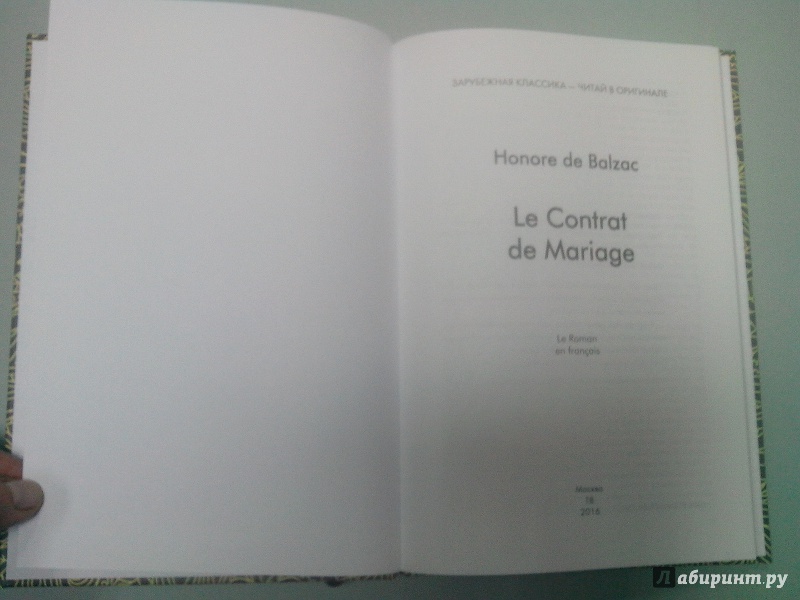 ЗАРУБЕЖНАЯ КЛАССИКА — ЧИТАЙ В ОРИГИНАЛЕ
Honore de Balzac
Le Contrat
de Mariage
Le Roman
en français
Москва
Т8
2016
Лабиринт.ру